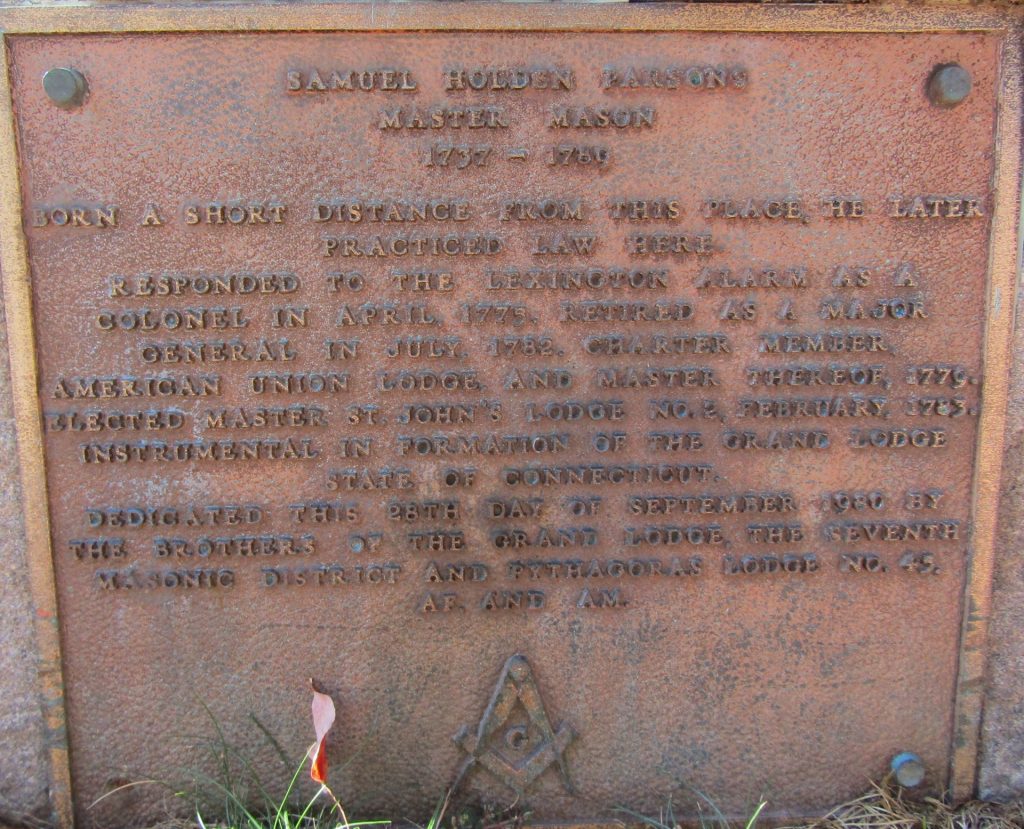 SAMUEL HOLDEN PARSONS
MASTER MASON
1737 - 1789
BORN A SHORT DISTANCE FROM THIS PLACE, HE LATER
PRACTICED LAW HERE.
RESPONDED TO THE LEXINGTON ALARM AS A
COLONEL IN APRIL, 1775. RETIRED AS A MAJOR
GENERAL IN JULY, 1782. CHARTER MEMBER,
AMERICAN UNION LODGE, AND MASTER THEREOF, 1779.
ELECTED MASTER ST. JOHN'S LODGE NO. 2, FEBRUARY, 1783.
INSTRUMENTAL IN FORMATION OF THE GRAND LODGE
STATE OF CONNECTICUT.
DEDICATED THIS 28TH DAY OF SEPTEMBER 1980 BY
THE BROTHERS OF THE GRAND LODGE, THE SEVENTH
MASONIC DISTRICT AND PYTHAGORAS LODGE NO. 45,
AF. AND AM.
G